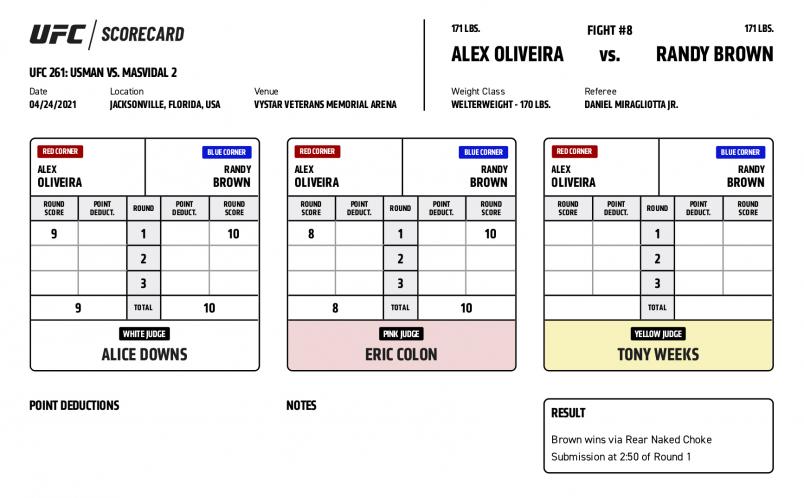 UFC / SCORECARD
UFC 261: USMAN VS. MASVIDAL 2
Date Location Venue
04/24/2021 JACKSONVILLE, FLORIDA, USA VYSTAR VETERANS MEMORIAL ARENA
171 LBS. FIGHT #8 171 LBS.
ALEX OLIVEIRA vs. RANDY BROWN
Weight Class Referee
WELTERWEIGHT - 170 LBS. DANIEL MIRAGLIOTTA JR.
RED CORNER BLUE CORNER
ALEX RANDY
OLIVEIRA BROWN
ROUND POINT ROUND POINT ROUND
SCORE DEDUCT. DEDUCT. SCORE
9 1 10
2
3
9 TOTAL 10
WHITE JUDGE
ALICE DOWNS
RED CORNER BLUE CORNER
ALEX RANDY
OLIVEIRA BROWN
ROUND POINT ROUND POINT ROUND
SCORE DEDUCT. DEDUCT. SCORE
8 1 10
2
3
8 TOTAL 10
PINK JUDGE
ERIC COLON
RED CORNER BLUE CORNER
ALEX RANDY
OLIVEIRA BROWN
ROUND POINT ROUND POINT ROUND
SCORE DEDUCT. DEDUCT. SCORE
1
2
3
TOTAL
YELLOW JUDGE
TONY WEEKS
POINT DEDUCTIONS
NOTES
RESULT
Brown wins via Rear Naked Choke
Submission at 2:50 of Round 1